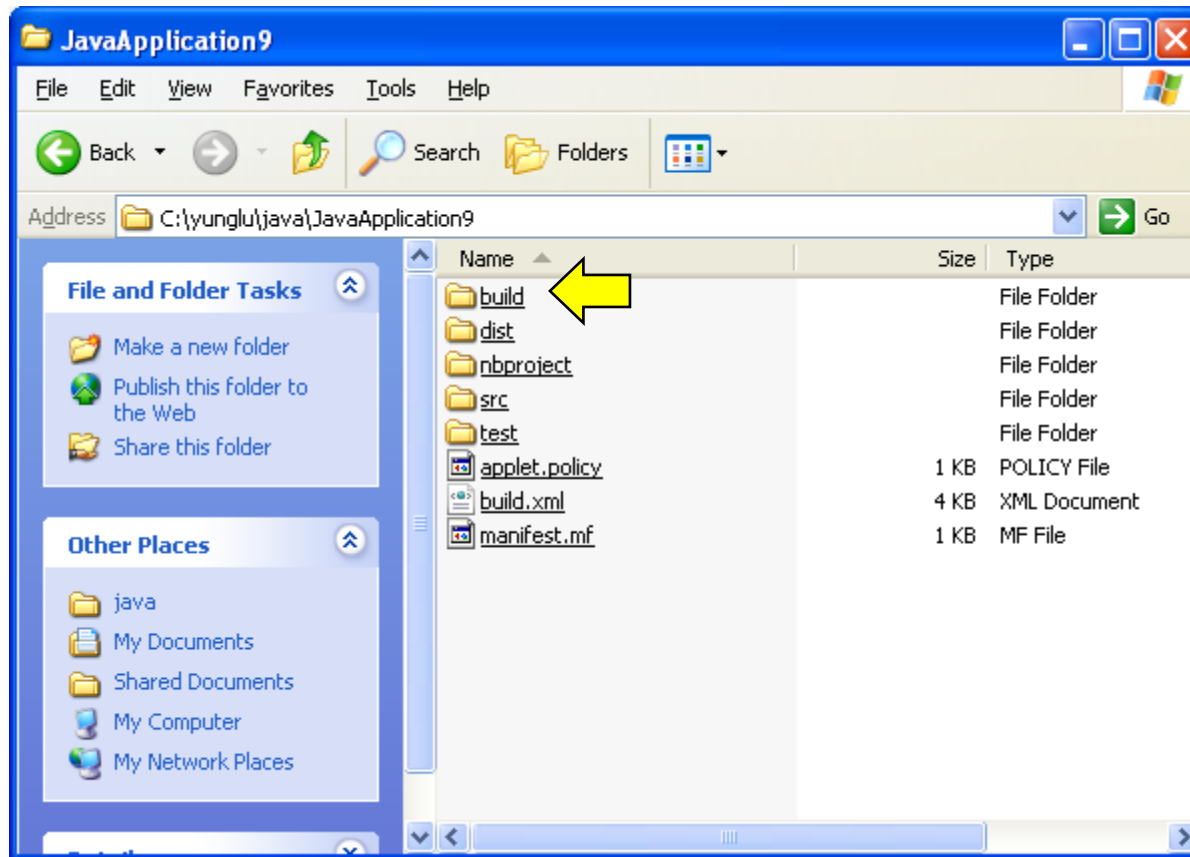 JavaApplication9
File Edit View Favorites Tools Help
Back Search Folders
Address C:\yunglu\java\JavaApplication9 Go
Name Size Type
File and Folder Tasks
Make a new folder
Publish this folder to
the Web
Share this folder
Other Places
java
My Documents
Shared Documents
My Computer
My Network Places
build File Folder
dist File Folder
nbproject File Folder
src File Folder
test File Folder
applet.policy 1 KB POLICY File
build.xml 4 KB XML Document
manifest.mf 1 KB MF File